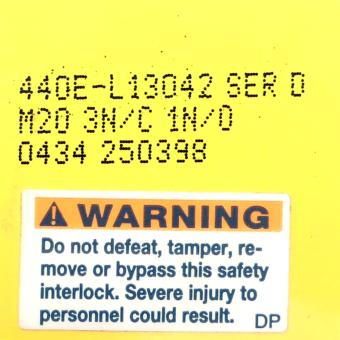 440E-L13042 SER D
M20 3N/C 1N/O
0434 250398
⚠ WARNING
Do not defeat, tamper, re-
move or bypass this safety
interlock. Severe injury to
personnel could result. DP